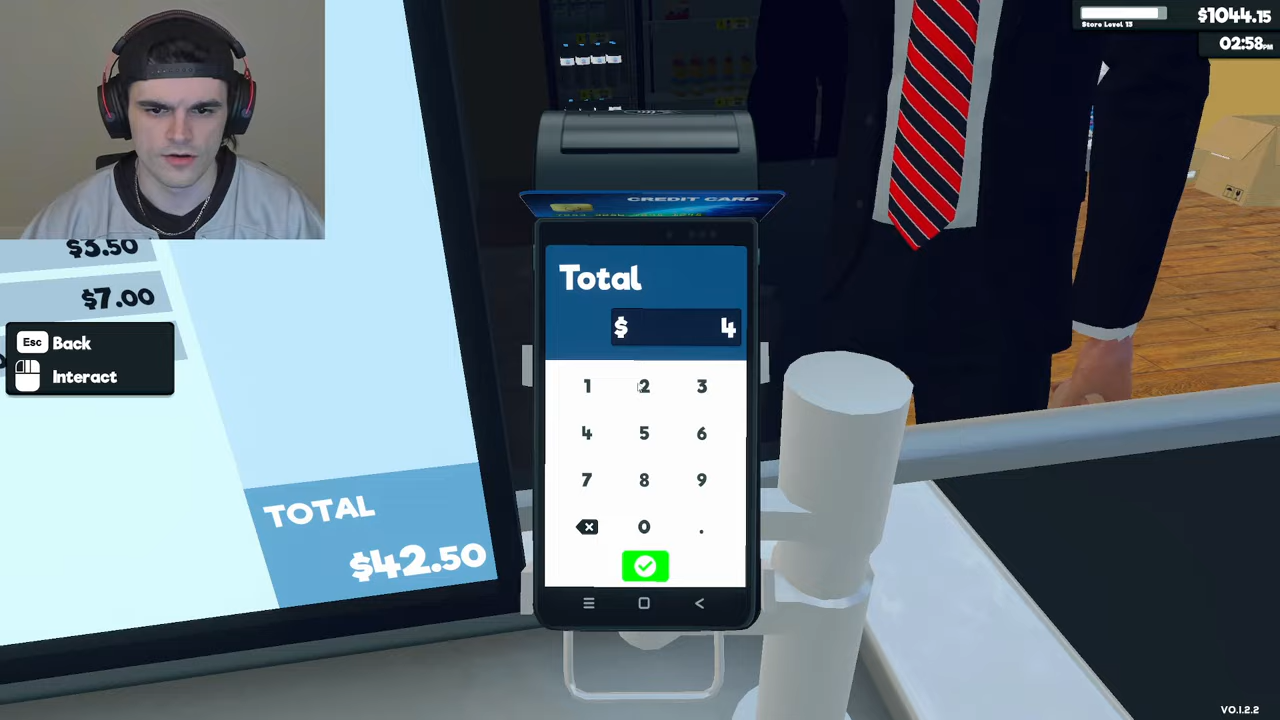 $1044.15
Store Level 13
02:58PM
CREDIT CARD
$3.50
$7.00
Esc Back
Interact
Total
$ 4
1 2 3
4 5 6
7 8 9
0 .
TOTAL
$42.50
V0.1.2.2